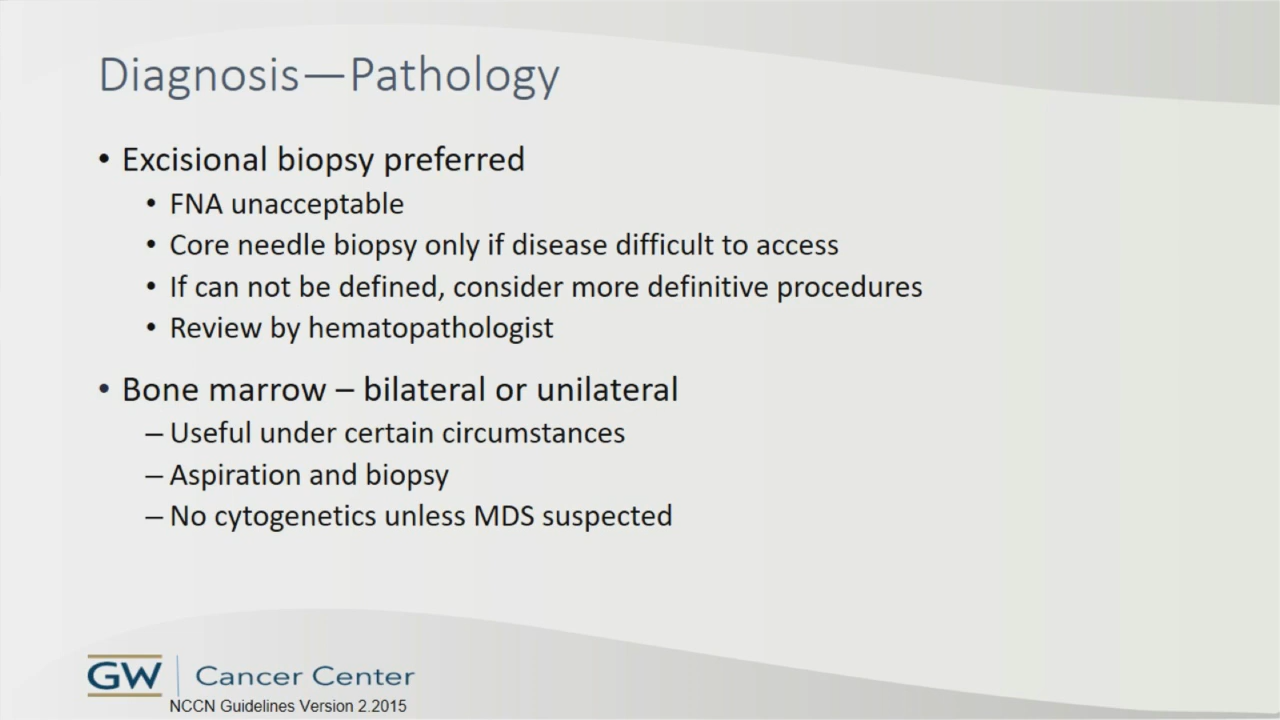 Diagnosis—Pathology
• Excisional biopsy preferred
• FNA unacceptable
• Core needle biopsy only if disease difficult to access
• If can not be defined, consider more definitive procedures
• Review by hematopathologist
• Bone marrow – bilateral or unilateral
– Useful under certain circumstances
– Aspiration and biopsy
– No cytogenetics unless MDS suspected
GW Cancer Center
NCCN Guidelines Version 2.2015